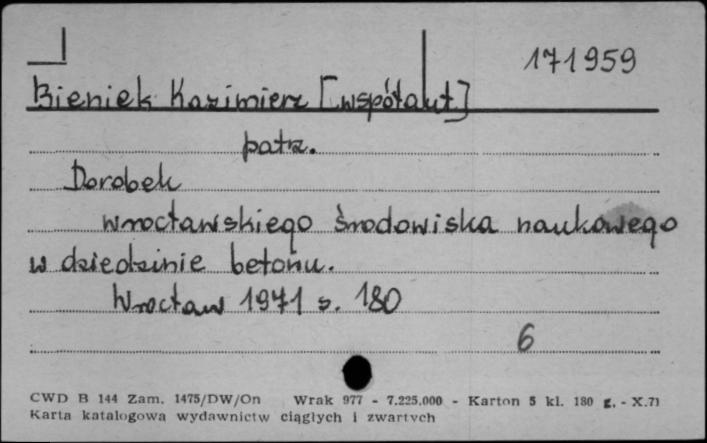 171959
Bieniek Kazimierz [współaut]
patrz.
Dorobek
wrocławskiego środowiska naukowego
w dziedzinie betonu.
Wrocław 1971 s. 180
6
CWD B 144 Zam. 1475/DW/On Wrak 977 - 7.225.000 - Karton 5 kl. 180 g. - X.71
Karta katalogowa wydawnictw ciągłych i zwartych